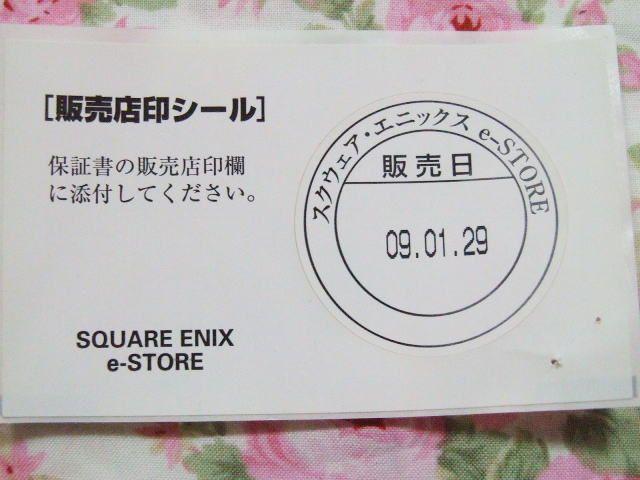 ［販売店印シール］
保証書の販売店印欄
に添付してください。
スクウェア・エニックス e-STORE
販売日
09.01.29
SQUARE ENIX
e-STORE